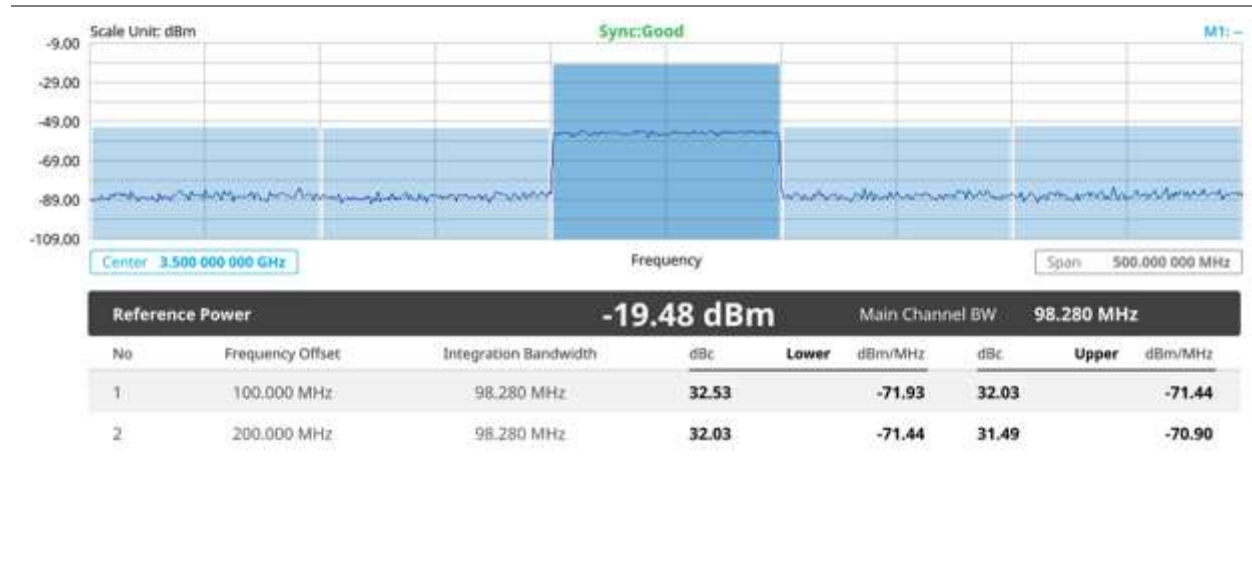 Scale Unit: dBm Sync:Good M1: --
-9.00
-29.00
-49.00
-69.00
-89.00
-109.00
Center 3.500 000 000 GHz Frequency Span 500.000 000 MHz
Reference Power -19.48 dBm Main Channel BW 98.280 MHz
No Frequency Offset Integration Bandwidth dBc Lower dBm/MHz dBc Upper dBm/MHz
1 100.000 MHz 98.280 MHz 32.53 -71.93 32.03 -71.44
2 200.000 MHz 98.280 MHz 32.03 -71.44 31.49 -70.90